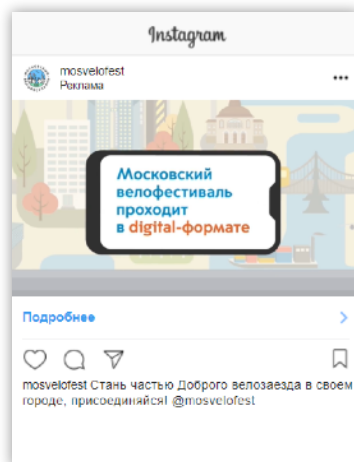 Instagram
mosvelofest
Реклама
Московский
велофестиваль
проходит
в digital-формате
Подробнее
mosvelofest Стань частью Доброго велозаезда в своем
городе, присоединяйся! @mosvelofest